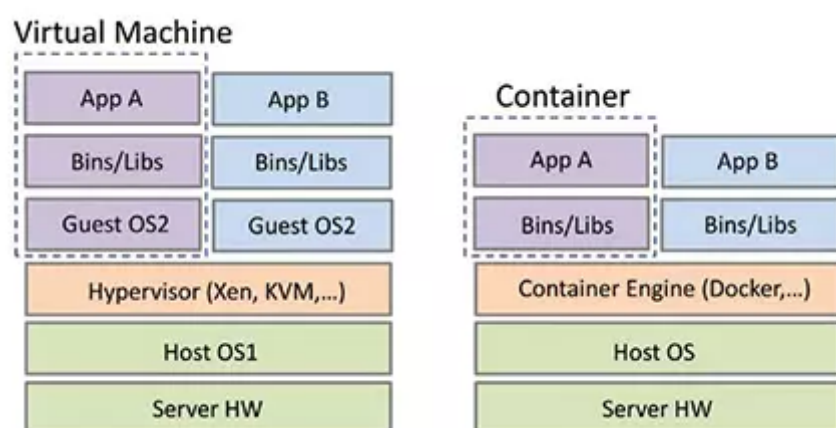 Virtual Machine
App A
App B
Bins/Libs
Bins/Libs
Guest OS2
Guest OS2
Hypervisor (Xen, KVM,...)
Host OS1
Server HW
Container
App A
App B
Bins/Libs
Bins/Libs
Container Engine (Docker,...)
Host OS
Server HW